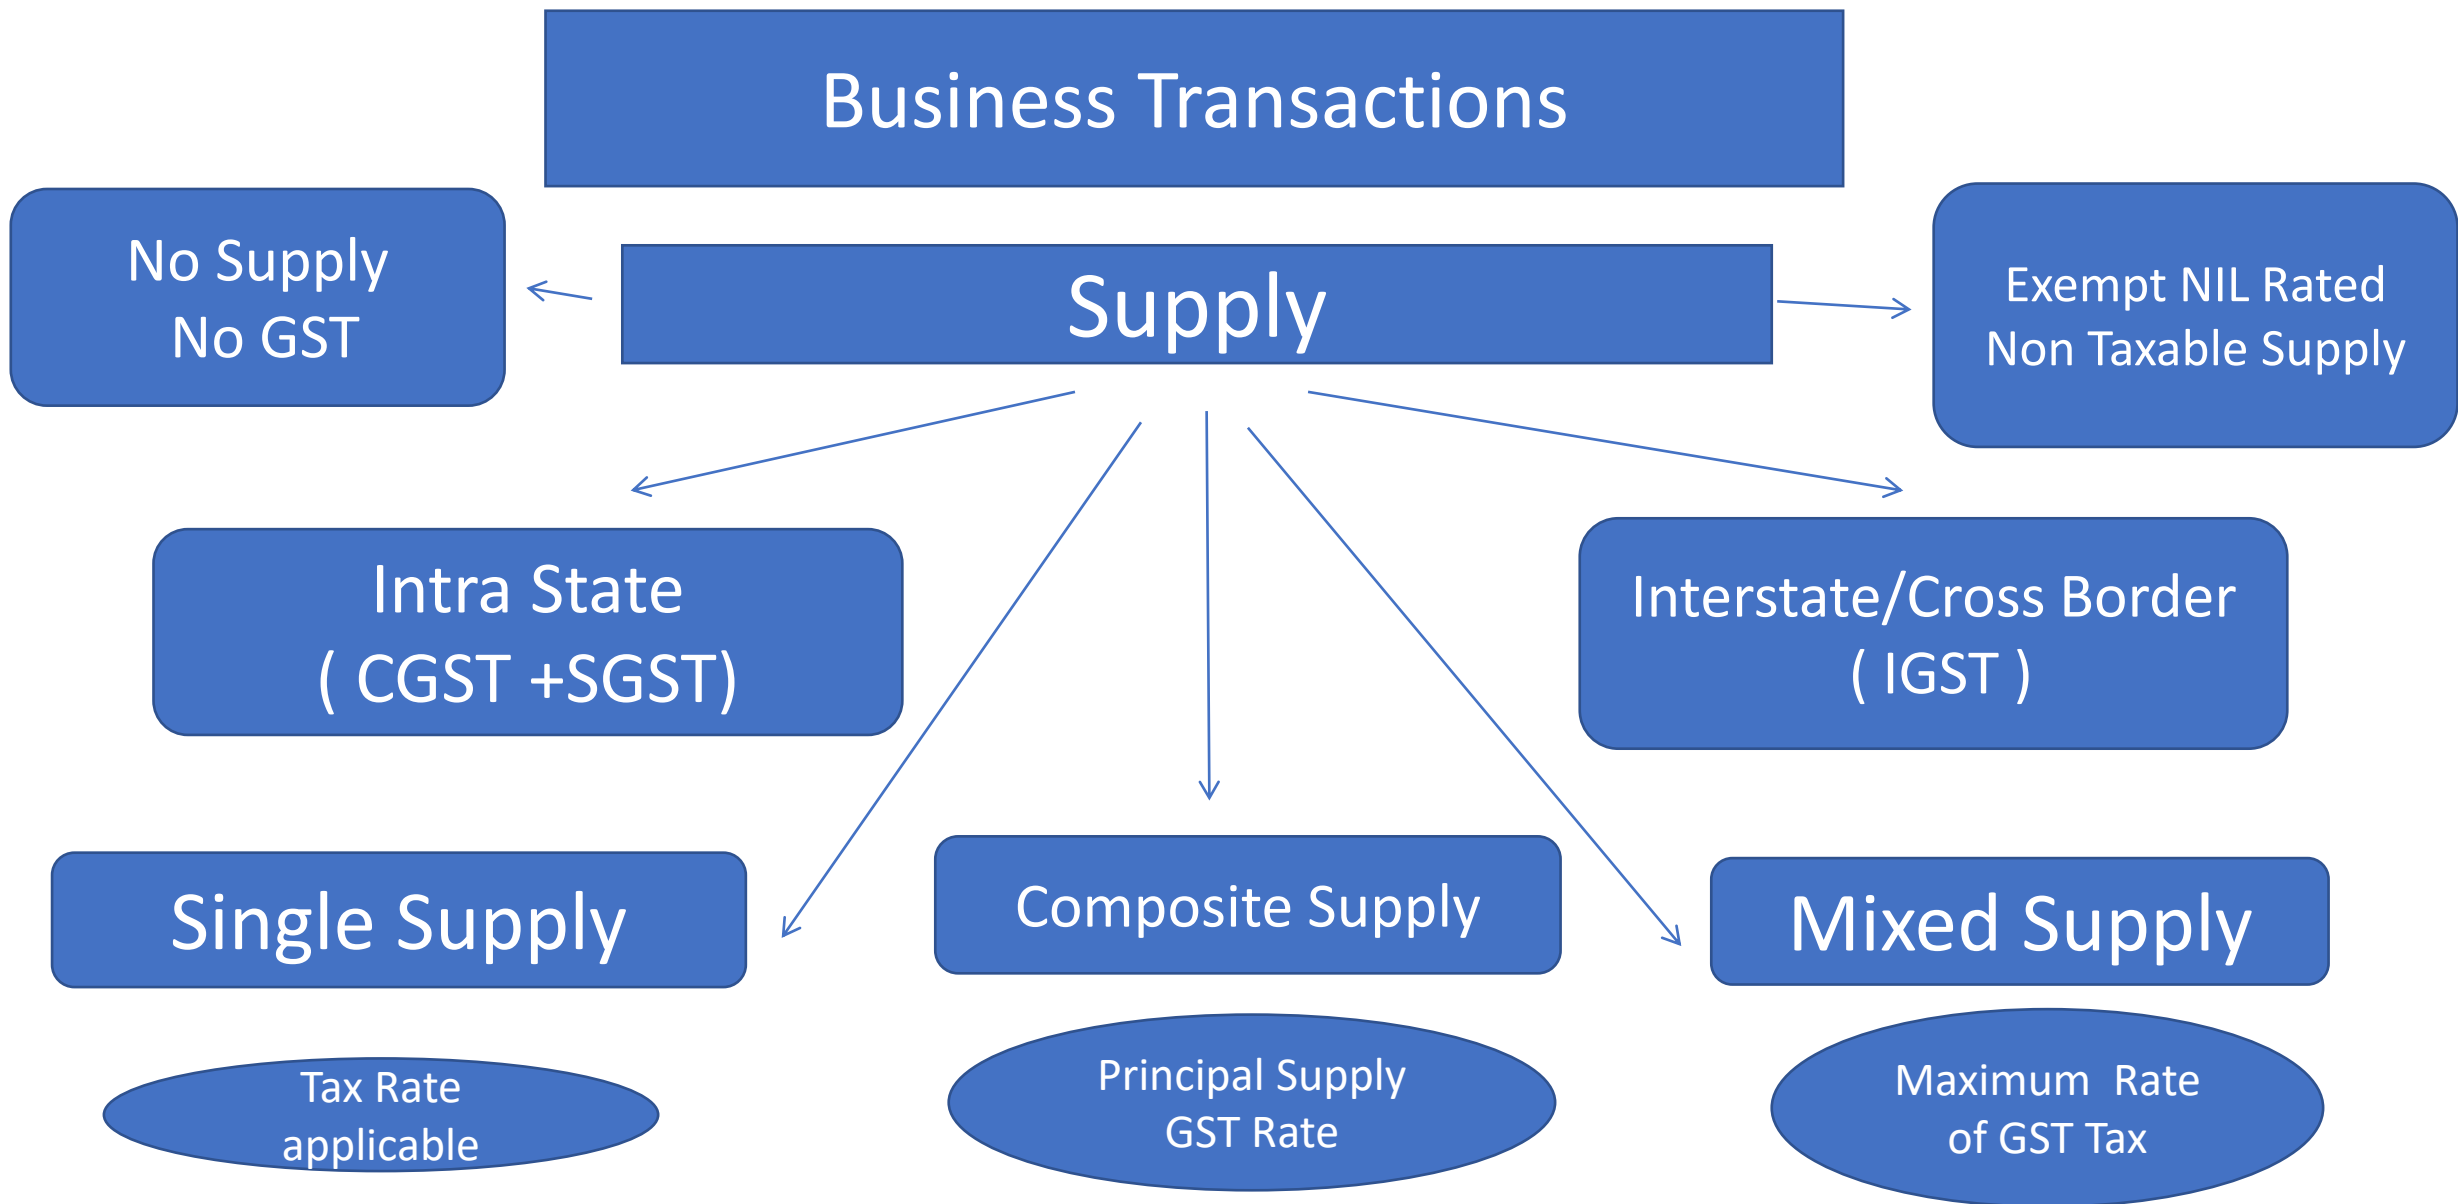 Business Transactions
No Supply
No GST
Supply
Exempt NIL Rated
Non Taxable Supply
Intra State
( CGST +SGST)
Interstate/Cross Border
( IGST )
Single Supply
Composite Supply
Mixed Supply
Tax Rate
applicable
Principal Supply
GST Rate
Maximum  Rate
of GST Tax